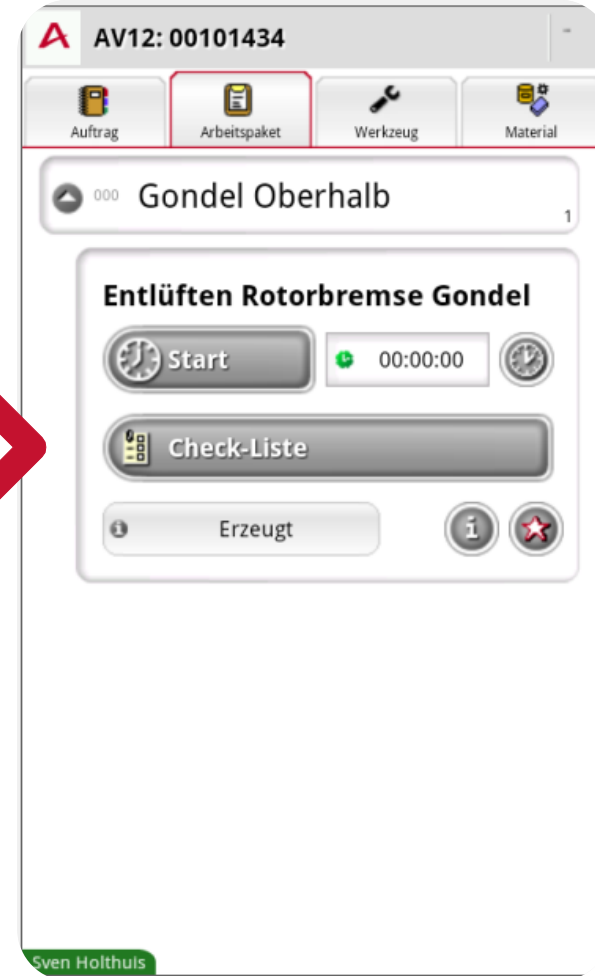 AV12: 00101434
-
Auftrag
Arbeitspaket
Werkzeug
Material
000 Gondel Oberhalb
1
Entlüften Rotorbremse Gondel
Start
00:00:00
Check-Liste
Erzeugt
Sven Holthuis